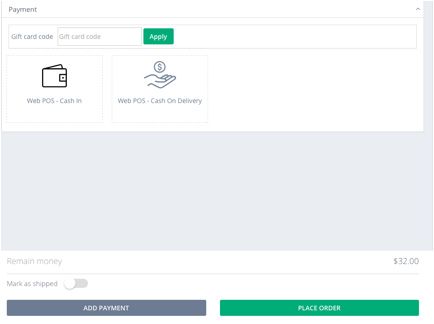 Payment
Gift card code Gift card code Apply
Web POS - Cash In Web POS - Cash On Delivery
Remain money $32.00
Mark as shipped
ADD PAYMENT PLACE ORDER